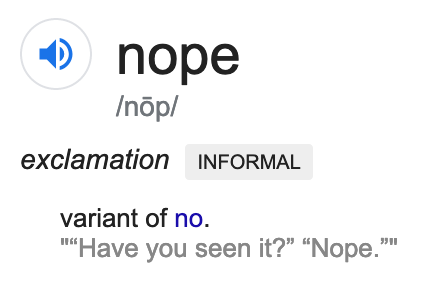 nope
/nōp/
exclamation INFORMAL
variant of no.
"“Have you seen it?” “Nope.”"